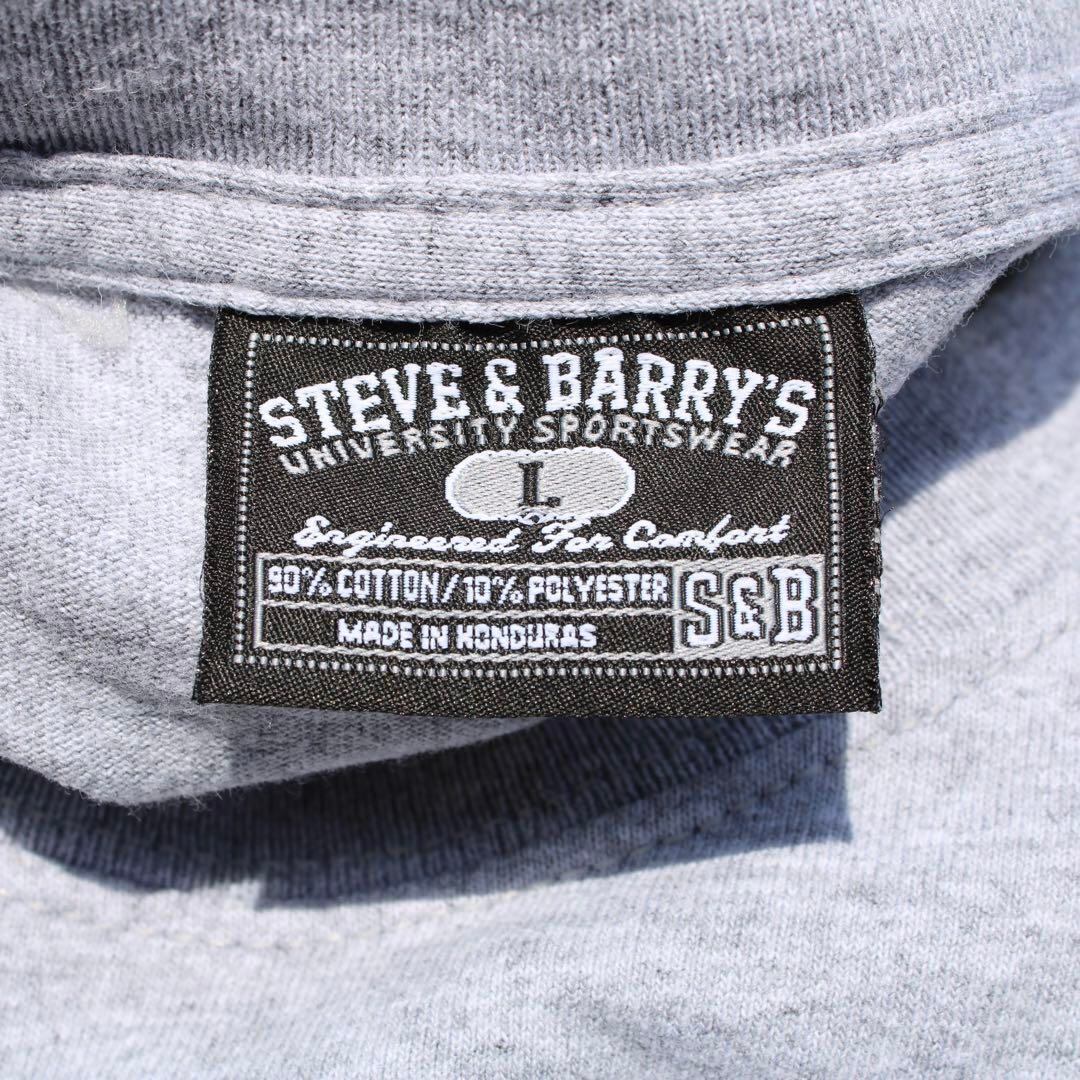 STEVE & BARRY'S
UNIVERSITY SPORTSWEAR
L
Engineered For Comfort
90% COTTON/10% POLYESTER
MADE IN HONDURAS
S&B